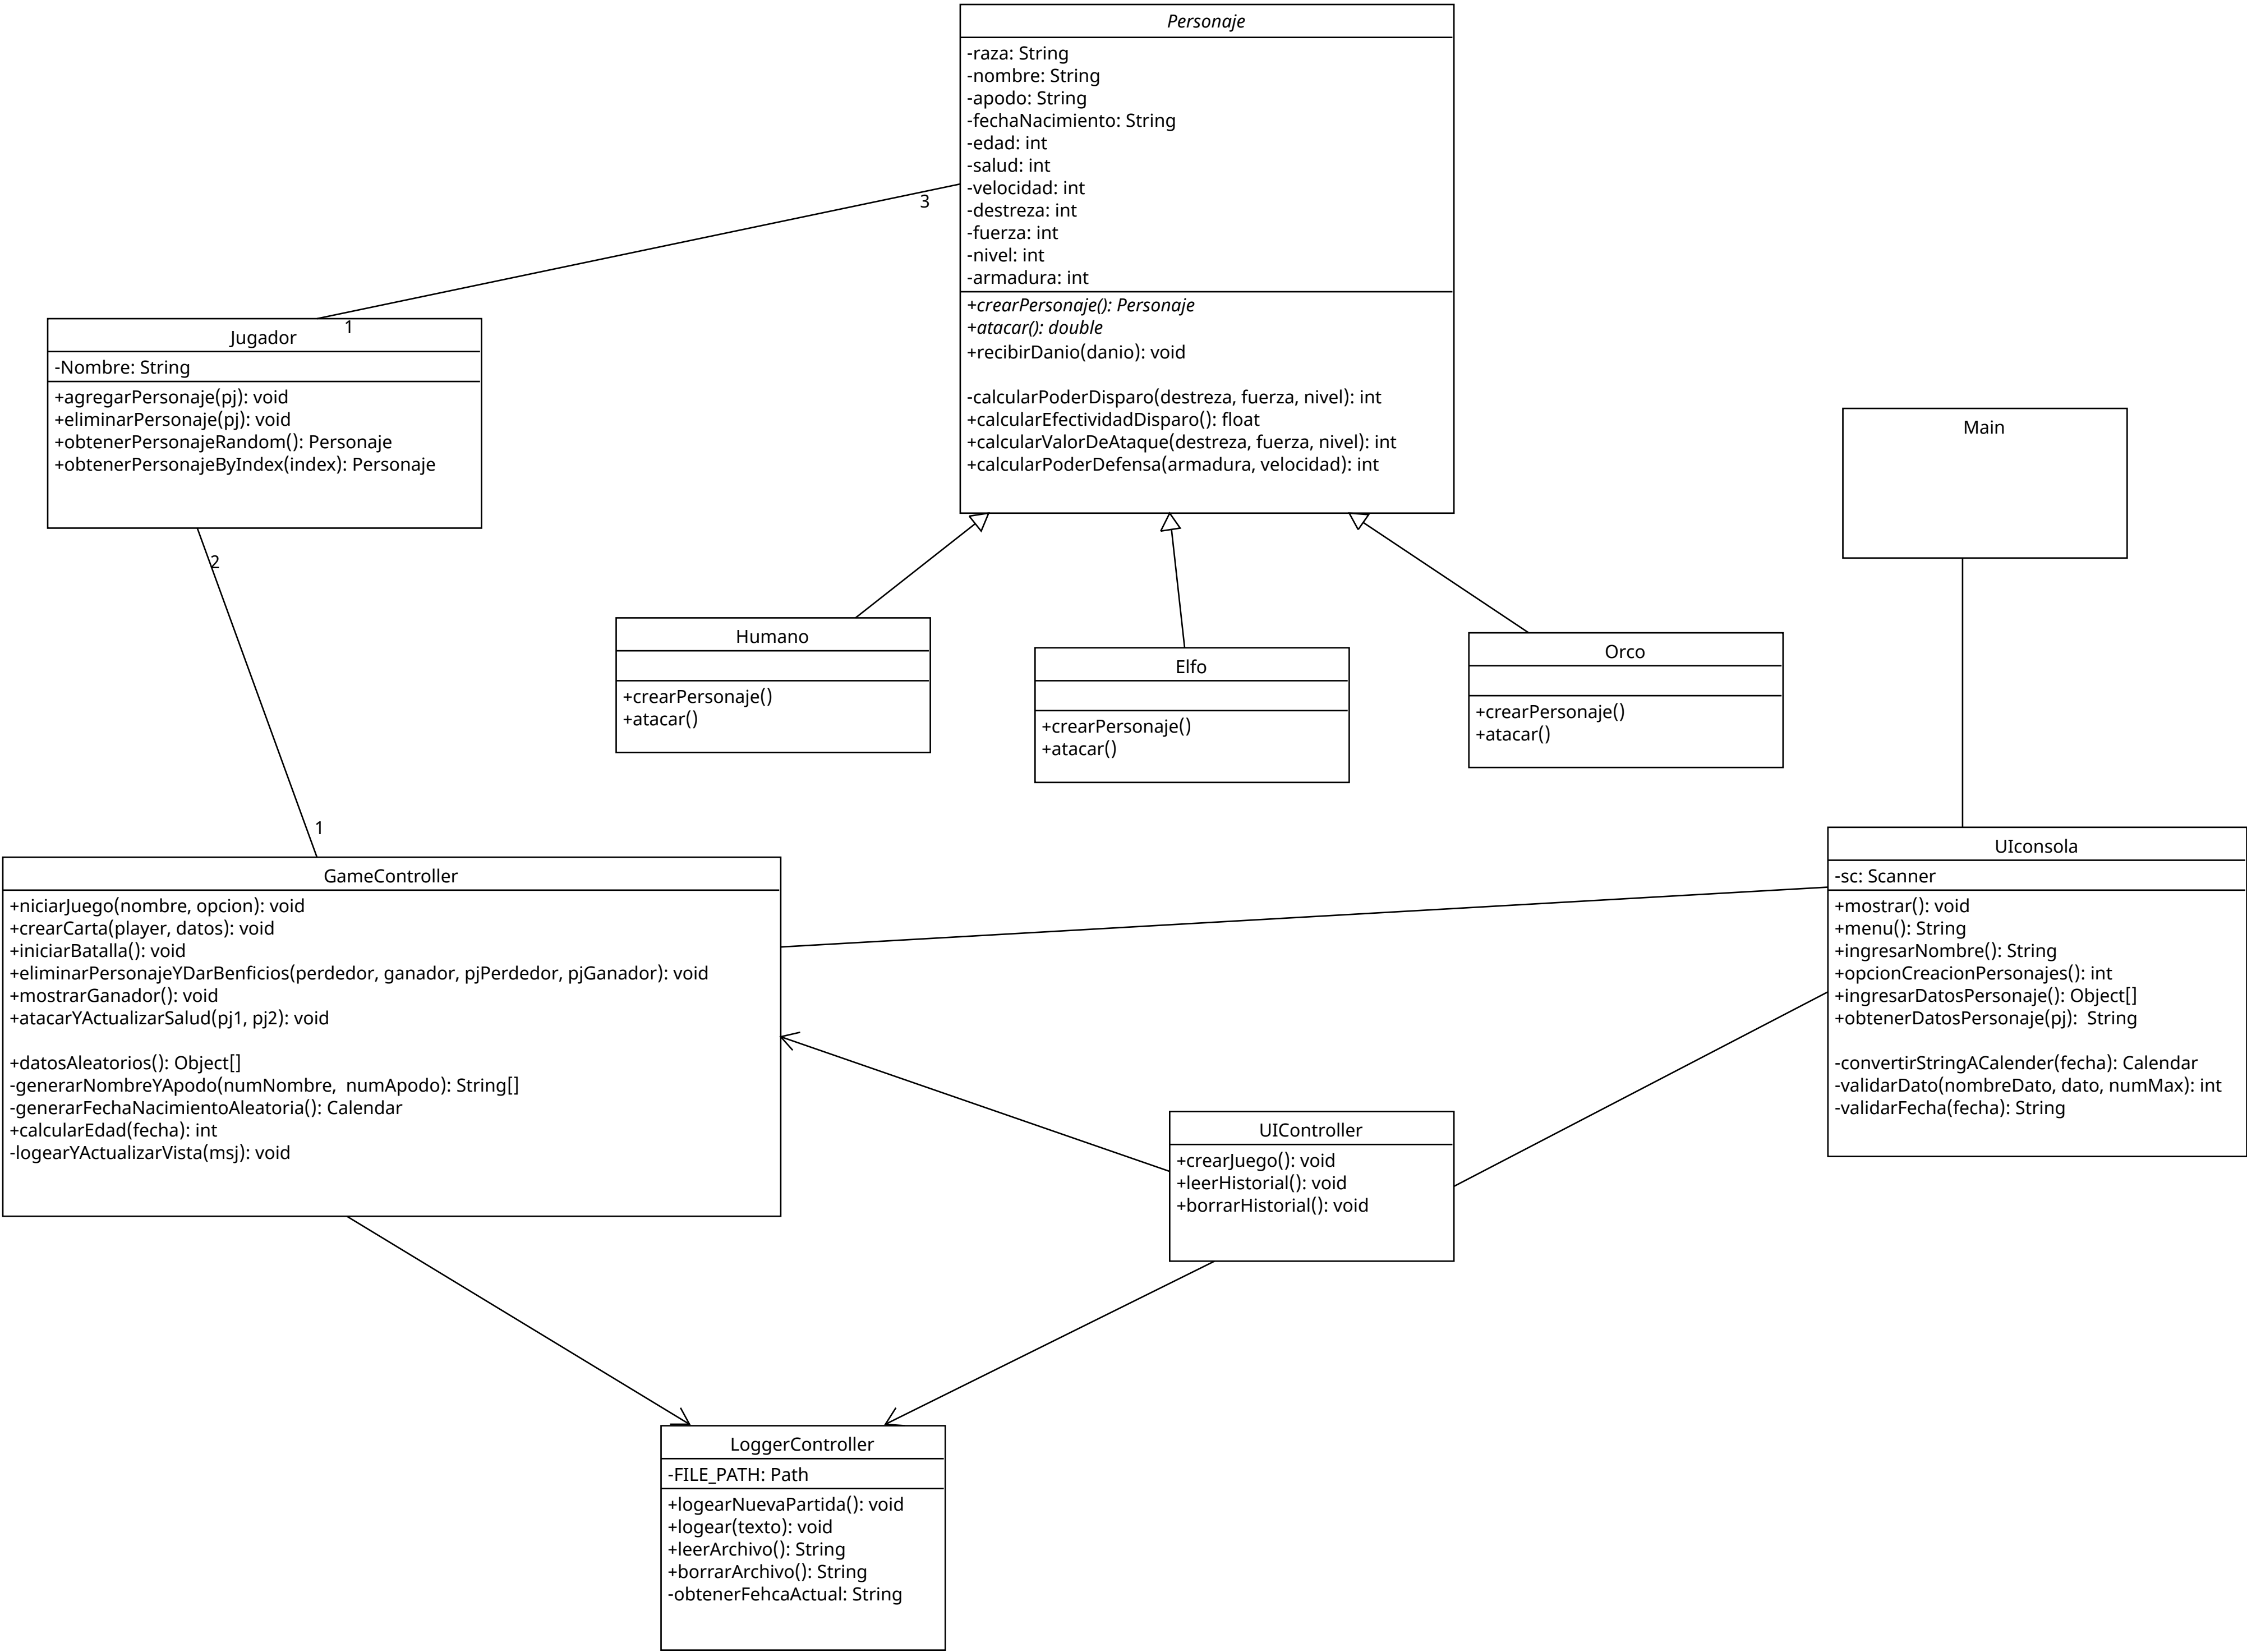 Personaje
-raza: String
-nombre: String
-apodo: String
-fechaNacimiento: String
-edad: int
-salud: int
-velocidad: int
-destreza: int
-fuerza: int
-nivel: int
-armadura: int
+crearPersonaje(): Personaje
+atacar(): double
+recibirDanio(danio): void
-calcularPoderDisparo(destreza, fuerza, nivel): int
+calcularEfectividadDisparo(): float
+calcularValorDeAtaque(destreza, fuerza, nivel): int
+calcularPoderDefensa(armadura, velocidad): int
3
1
Jugador
-Nombre: String
+agregarPersonaje(pj): void
+eliminarPersonaje(pj): void
+obtenerPersonajeRandom(): Personaje
+obtenerPersonajeByIndex(index): Personaje
2
1
Main
Humano
+crearPersonaje()
+atacar()
Elfo
+crearPersonaje()
+atacar()
Orco
+crearPersonaje()
+atacar()
GameController
+niciarJuego(nombre, opcion): void
+crearCarta(player, datos): void
+iniciarBatalla(): void
+eliminarPersonajeYDarBenficios(perdedor, ganador, pjPerdedor, pjGanador): void
+mostrarGanador(): void
+atacarYActualizarSalud(pj1, pj2): void
+datosAleatorios(): Object[]
-generarNombreYApodo(numNombre,  numApodo): String[]
-generarFechaNacimientoAleatoria(): Calendar
+calcularEdad(fecha): int
-logearYActualizarVista(msj): void
UIconsola
-sc: Scanner
+mostrar(): void
+menu(): String
+ingresarNombre(): String
+opcionCreacionPersonajes(): int
+ingresarDatosPersonaje(): Object[]
+obtenerDatosPersonaje(pj):  String
-convertirStringACalender(fecha): Calendar
-validarDato(nombreDato, dato, numMax): int
-validarFecha(fecha): String
UIController
+crearJuego(): void
+leerHistorial(): void
+borrarHistorial(): void
LoggerController
-FILE_PATH: Path
+logearNuevaPartida(): void
+logear(texto): void
+leerArchivo(): String
+borrarArchivo(): String
-obtenerFehcaActual: String